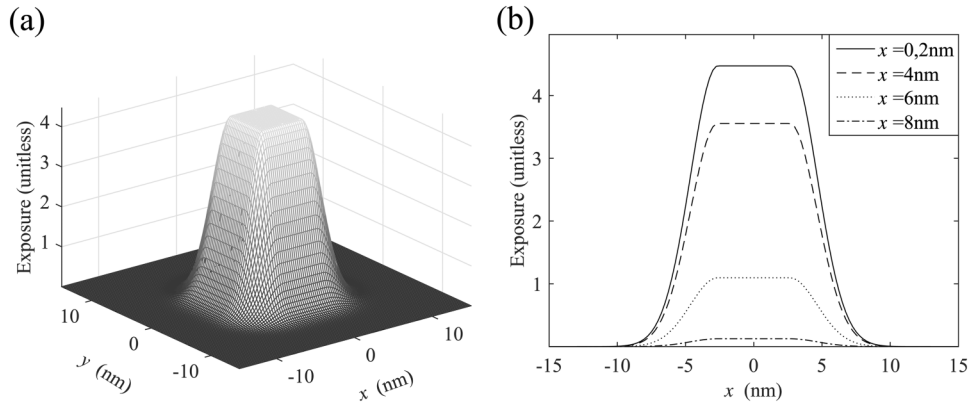 (a)
4
3
2
1
Exposure (unitless)
10
0
-10
y (nm)
-10
0
10
x (nm)
(b)
x =0,2nm
x =4nm
x =6nm
x =8nm
4
3
2
1
Exposure (unitless)
-15 -10 -5 0 5 10 15
x (nm)